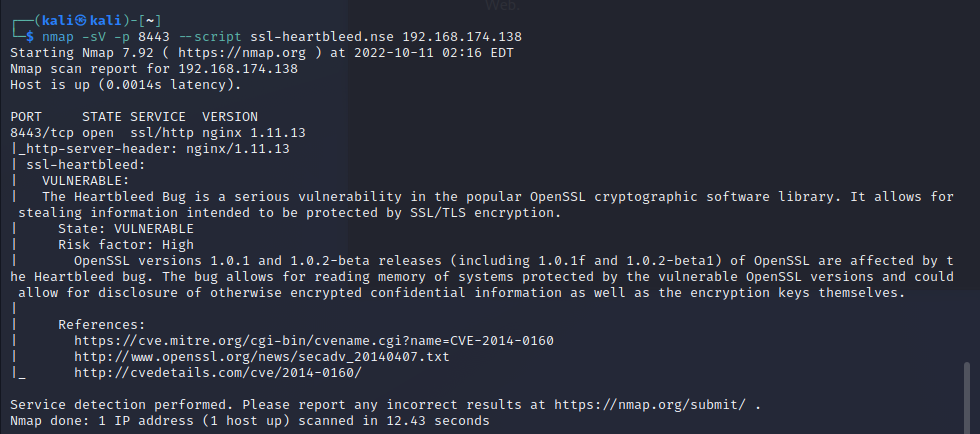 Web.
┌──(kali㉿kali)-[~]
└─$ nmap -sV -p 8443 --script ssl-heartbleed.nse 192.168.174.138
Starting Nmap 7.92 ( https://nmap.org ) at 2022-10-11 02:16 EDT
Nmap scan report for 192.168.174.138
Host is up (0.0014s latency).

PORT     STATE SERVICE  VERSION
8443/tcp open  ssl/http nginx 1.11.13
|_http-server-header: nginx/1.11.13
| ssl-heartbleed:
|   VULNERABLE:
|   The Heartbleed Bug is a serious vulnerability in the popular OpenSSL cryptographic software library. It allows for
 stealing information intended to be protected by SSL/TLS encryption.
|     State: VULNERABLE
|     Risk factor: High
|       OpenSSL versions 1.0.1 and 1.0.2-beta releases (including 1.0.1f and 1.0.2-beta1) of OpenSSL are affected by t
he Heartbleed bug. The bug allows for reading memory of systems protected by the vulnerable OpenSSL versions and could
 allow for disclosure of otherwise encrypted confidential information as well as the encryption keys themselves.
|
|     References:
|       https://cve.mitre.org/cgi-bin/cvename.cgi?name=CVE-2014-0160
|       http://www.openssl.org/news/secadv_20140407.txt
|_      http://cvedetails.com/cve/2014-0160/

Service detection performed. Please report any incorrect results at https://nmap.org/submit/ .
Nmap done: 1 IP address (1 host up) scanned in 12.43 seconds